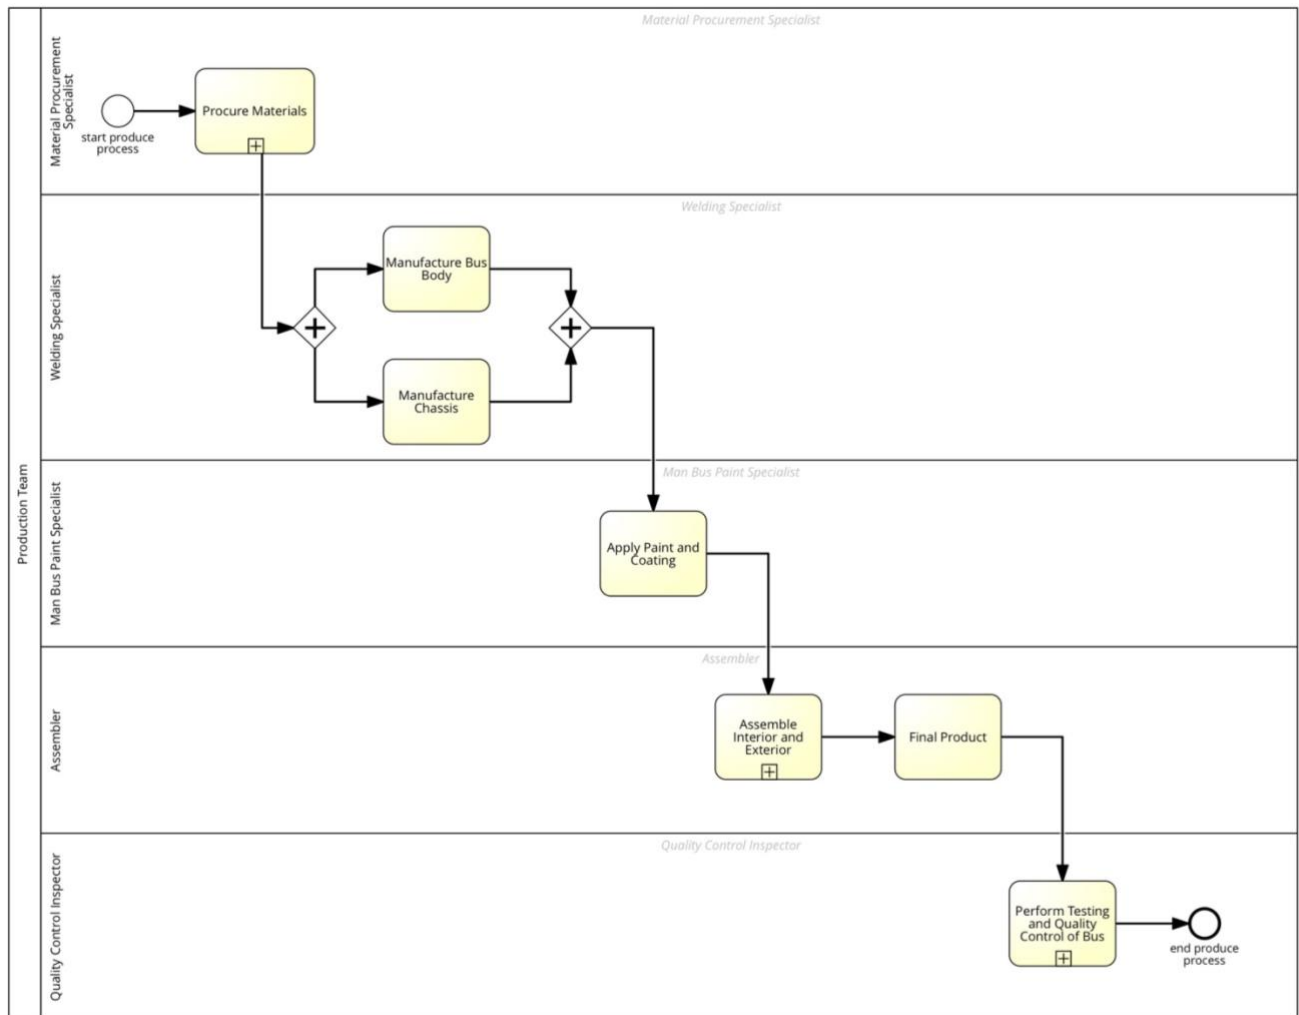 Production Team
Material Procurement Specialist
Material Procurement
Specialist
start produce
process
Procure Materials
Welding Specialist
Welding Specialist
Manufacture Bus
Body
Manufacture
Chassis
Man Bus Paint Specialist
Man Bus Paint Specialist
Apply Paint and
Coating
Assembler
Assembler
Assemble
Interior and
Exterior
Final Product
Quality Control Inspector
Quality Control Inspector
Perform Testing
and Quality
Control of Bus
end produce
process